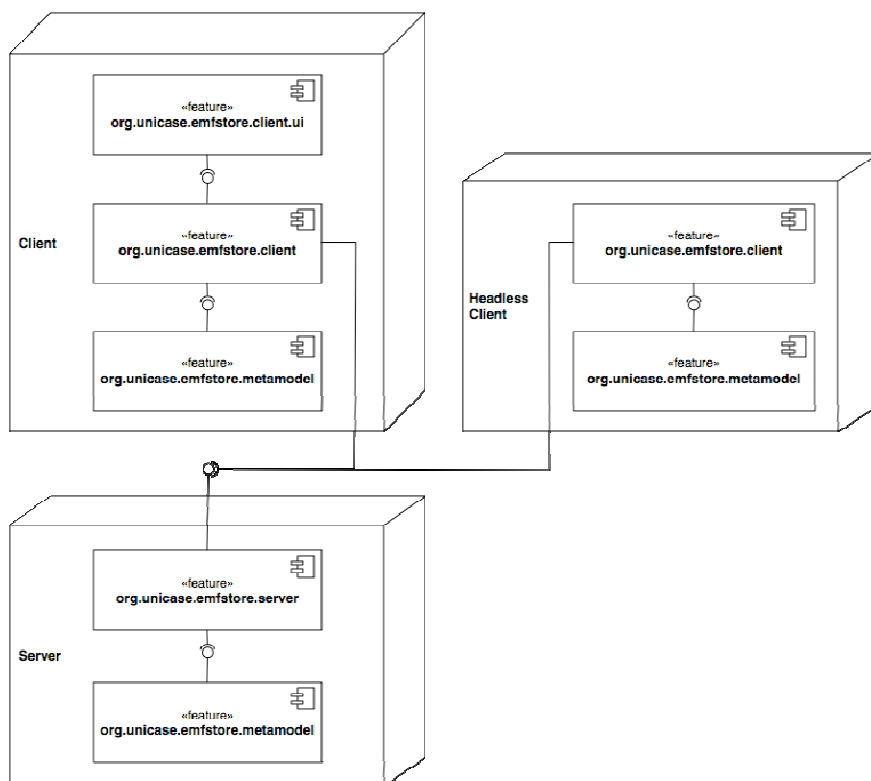 «feature»
org.unicase.emfstore.client.ui
Client
«feature»
org.unicase.emfstore.client
«feature»
org.unicase.emfstore.metamodel
Headless
Client
«feature»
org.unicase.emfstore.client
«feature»
org.unicase.emfstore.metamodel
Server
«feature»
org.unicase.emfstore.server
«feature»
org.unicase.emfstore.metamodel